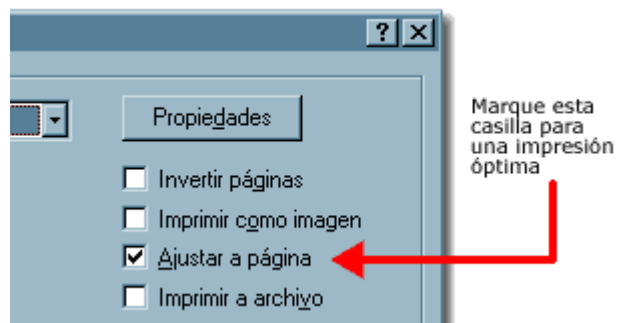 Propiedades
Marque esta
casilla para
una impresión
óptima
Invertir páginas
Imprimir como imagen
Ajustar a página
Imprimir a archivo